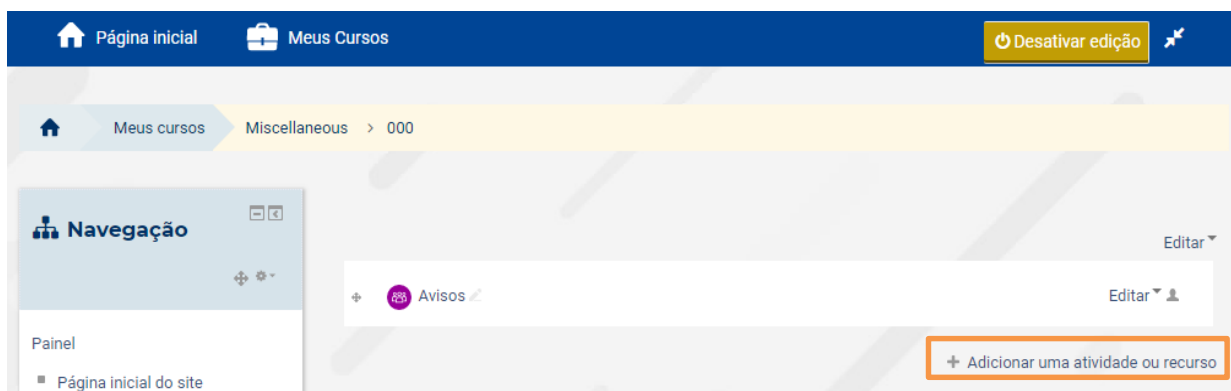 Página inicial Meus Cursos Desativar edição
Meus cursos Miscellaneous > 000
Navegação
Editar
Avisos Editar
Painel
+ Adicionar uma atividade ou recurso
Página inicial do site